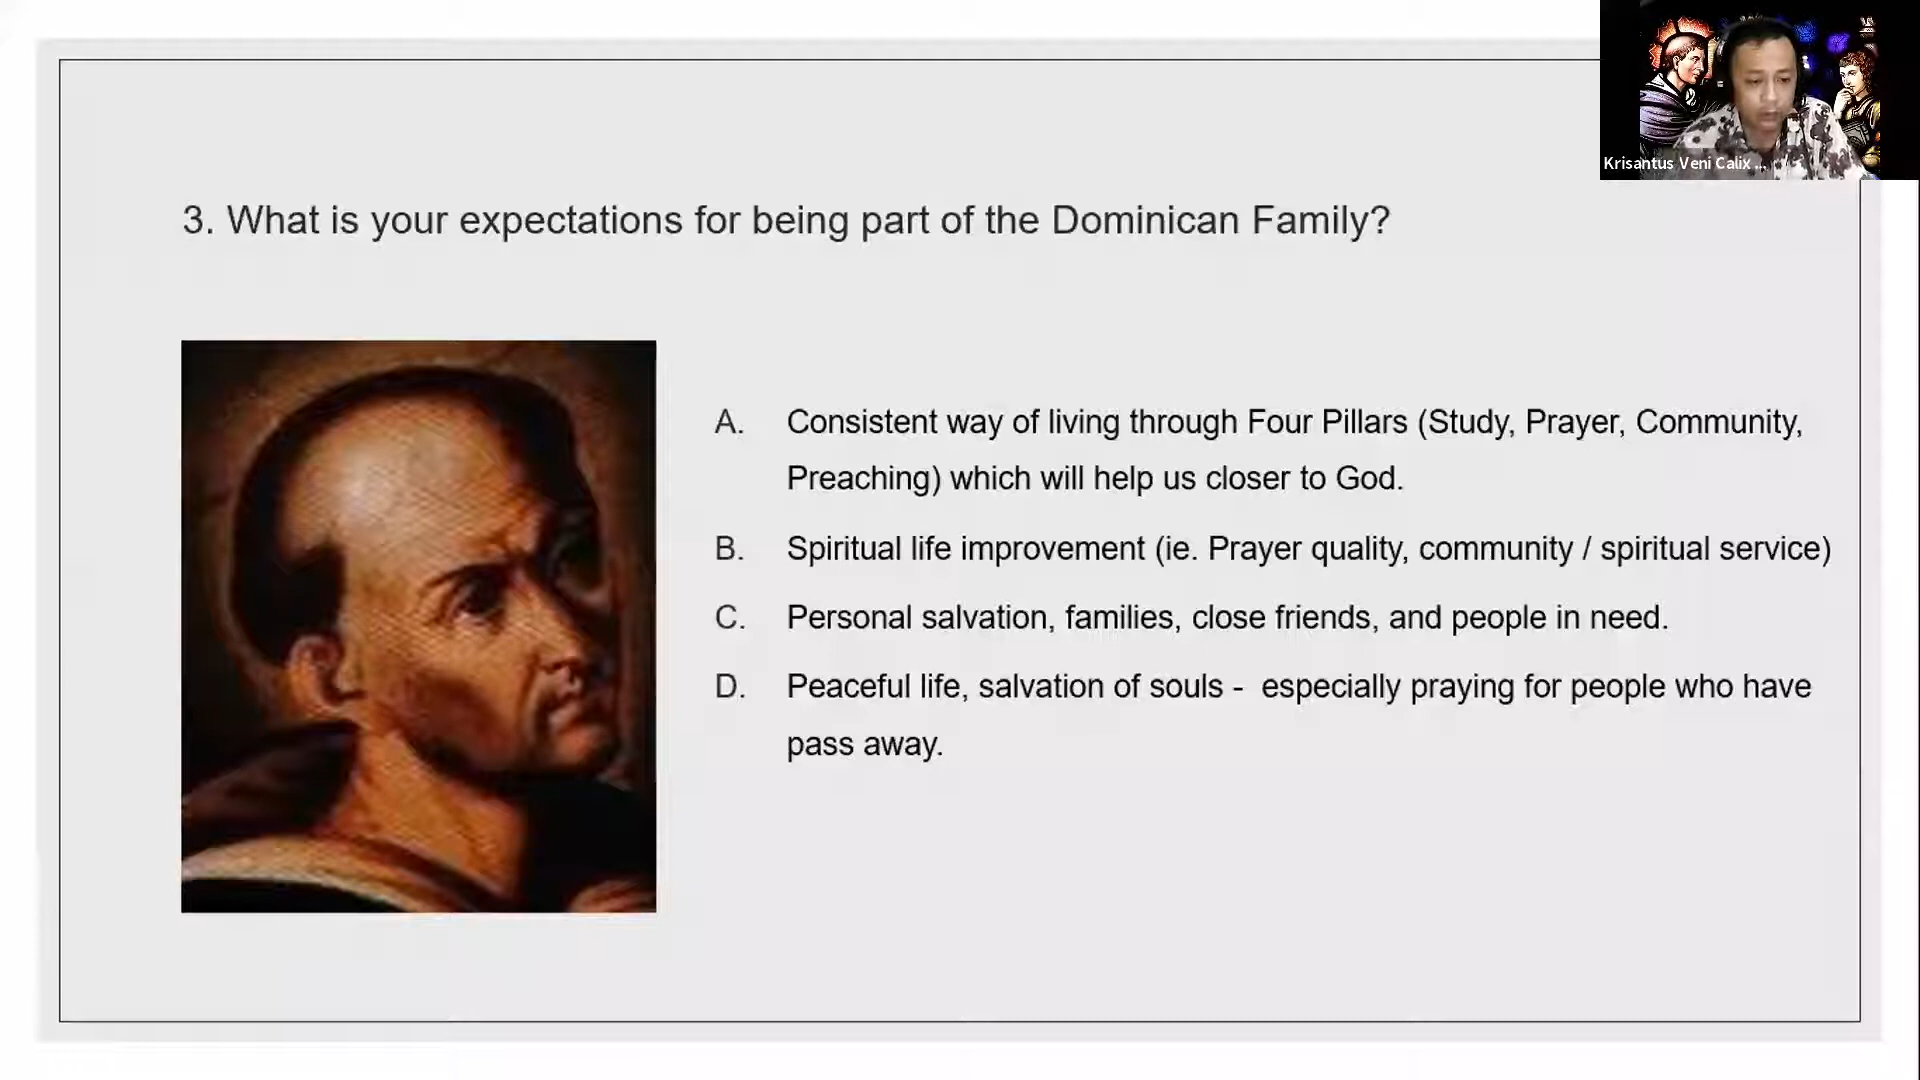 Krisantus Veni Calix ...
3. What is your expectations for being part of the Dominican Family?
A. Consistent way of living through Four Pillars (Study, Prayer, Community,
Preaching) which will help us closer to God.
B. Spiritual life improvement (ie. Prayer quality, community / spiritual service)
C. Personal salvation, families, close friends, and people in need.
D. Peaceful life, salvation of souls - especially praying for people who have
pass away.